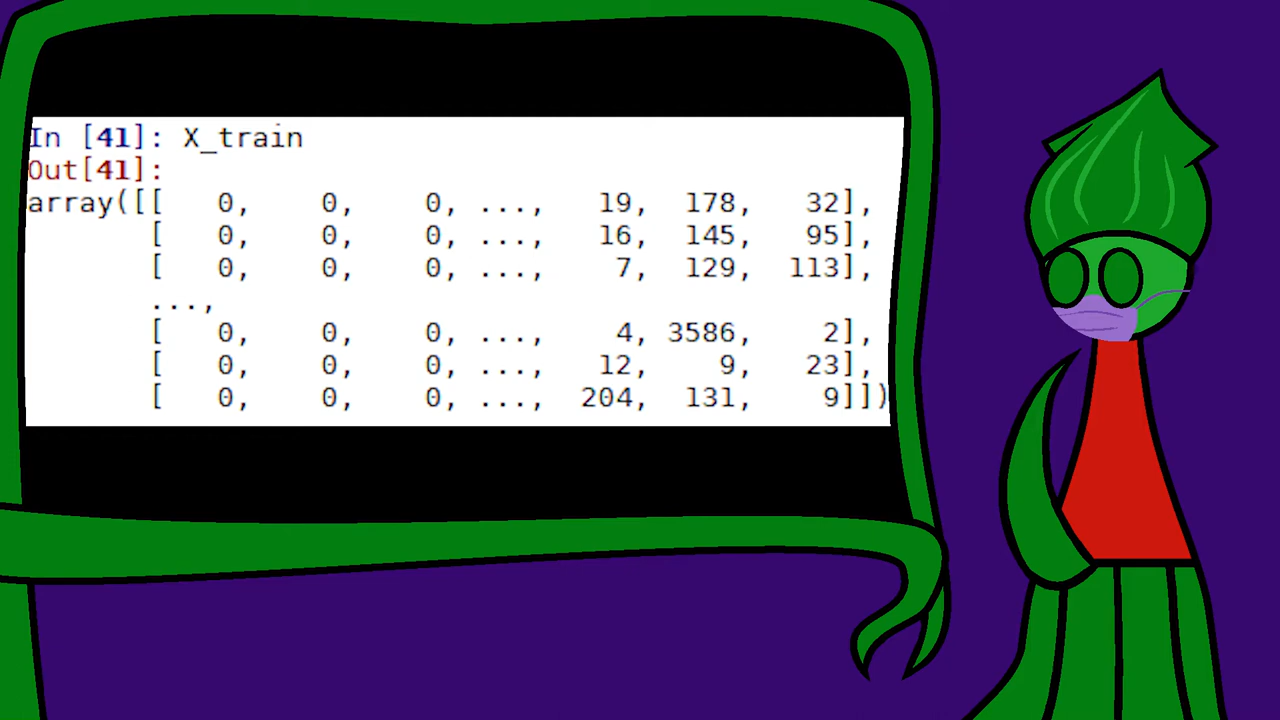 In [41]: X_train
Out[41]:
array([[   0,     0,     0, ...,   19,  178,   32],
       [   0,     0,     0, ...,   16,  145,   95],
       [   0,     0,     0, ...,    7,  129,  113],
       ...,
       [   0,     0,     0, ...,    4, 3586,    2],
       [   0,     0,     0, ...,   12,    9,   23],
       [   0,     0,     0, ...,  204,  131,    9]])